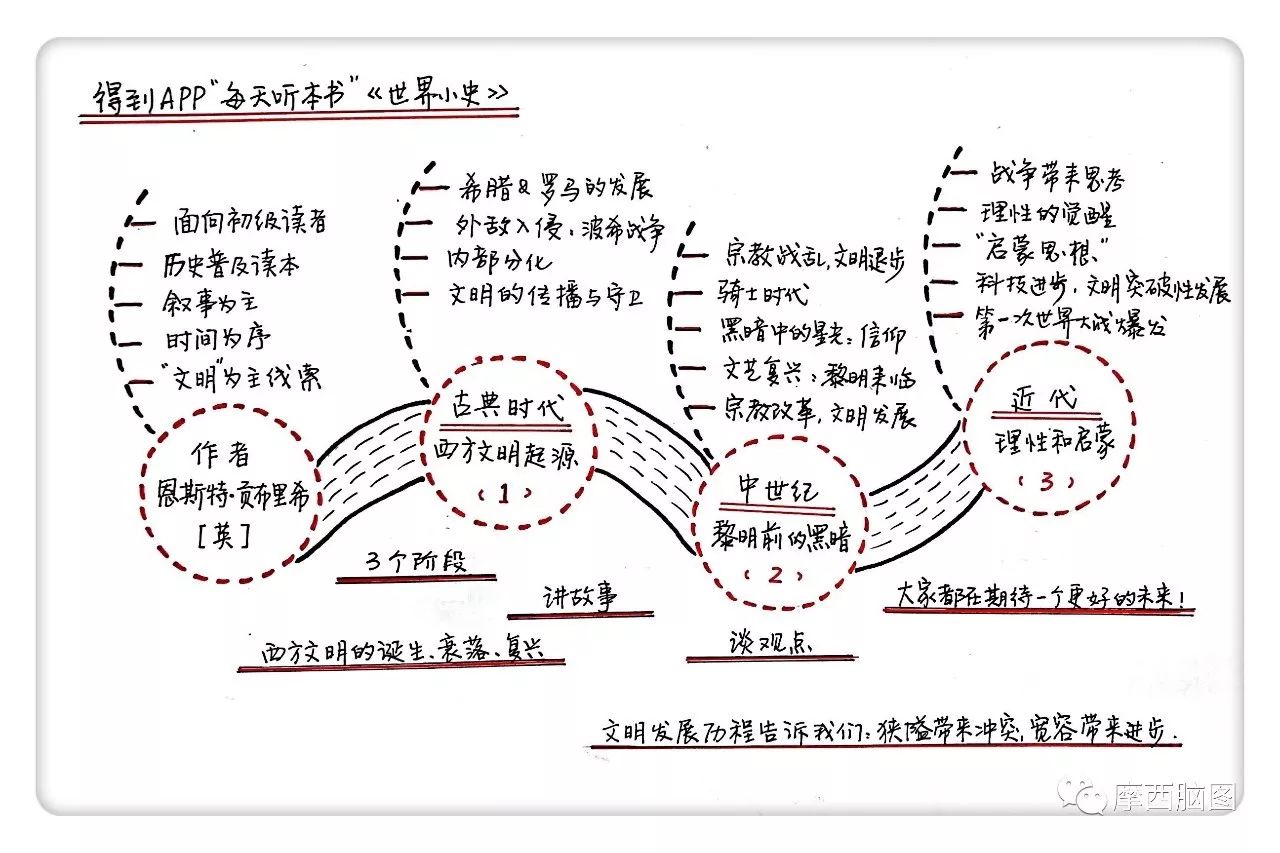 得到APP“每天听本书”《世界小史》
面向初级读者
历史普及读本
叙事为主
时间为序
“文明”为主线索
作者
恩斯特·贡布里希
[英]
希腊&罗马的发展
外敌入侵：波希战争
内部分化
文明的传播与守卫
古典时代
西方文明起源
（1）
宗教战乱，文明退步
骑士时代
黑暗中的星光：信仰
文艺复兴：黎明来临
宗教改革，文明发展
中世纪
黎明前的黑暗
（2）
战争带来思考
理性的觉醒
“启蒙思想”
科技进步，文明突破性发展
第一次世界大战爆发
近代
理性和启蒙
（3）
3个阶段
讲故事
西方文明的诞生、衰落、复兴
谈观点
大家都在期待一个更好的未来！
文明发展历程告诉我们：狭隘带来冲突，宽容带来进步.
摩西脑图